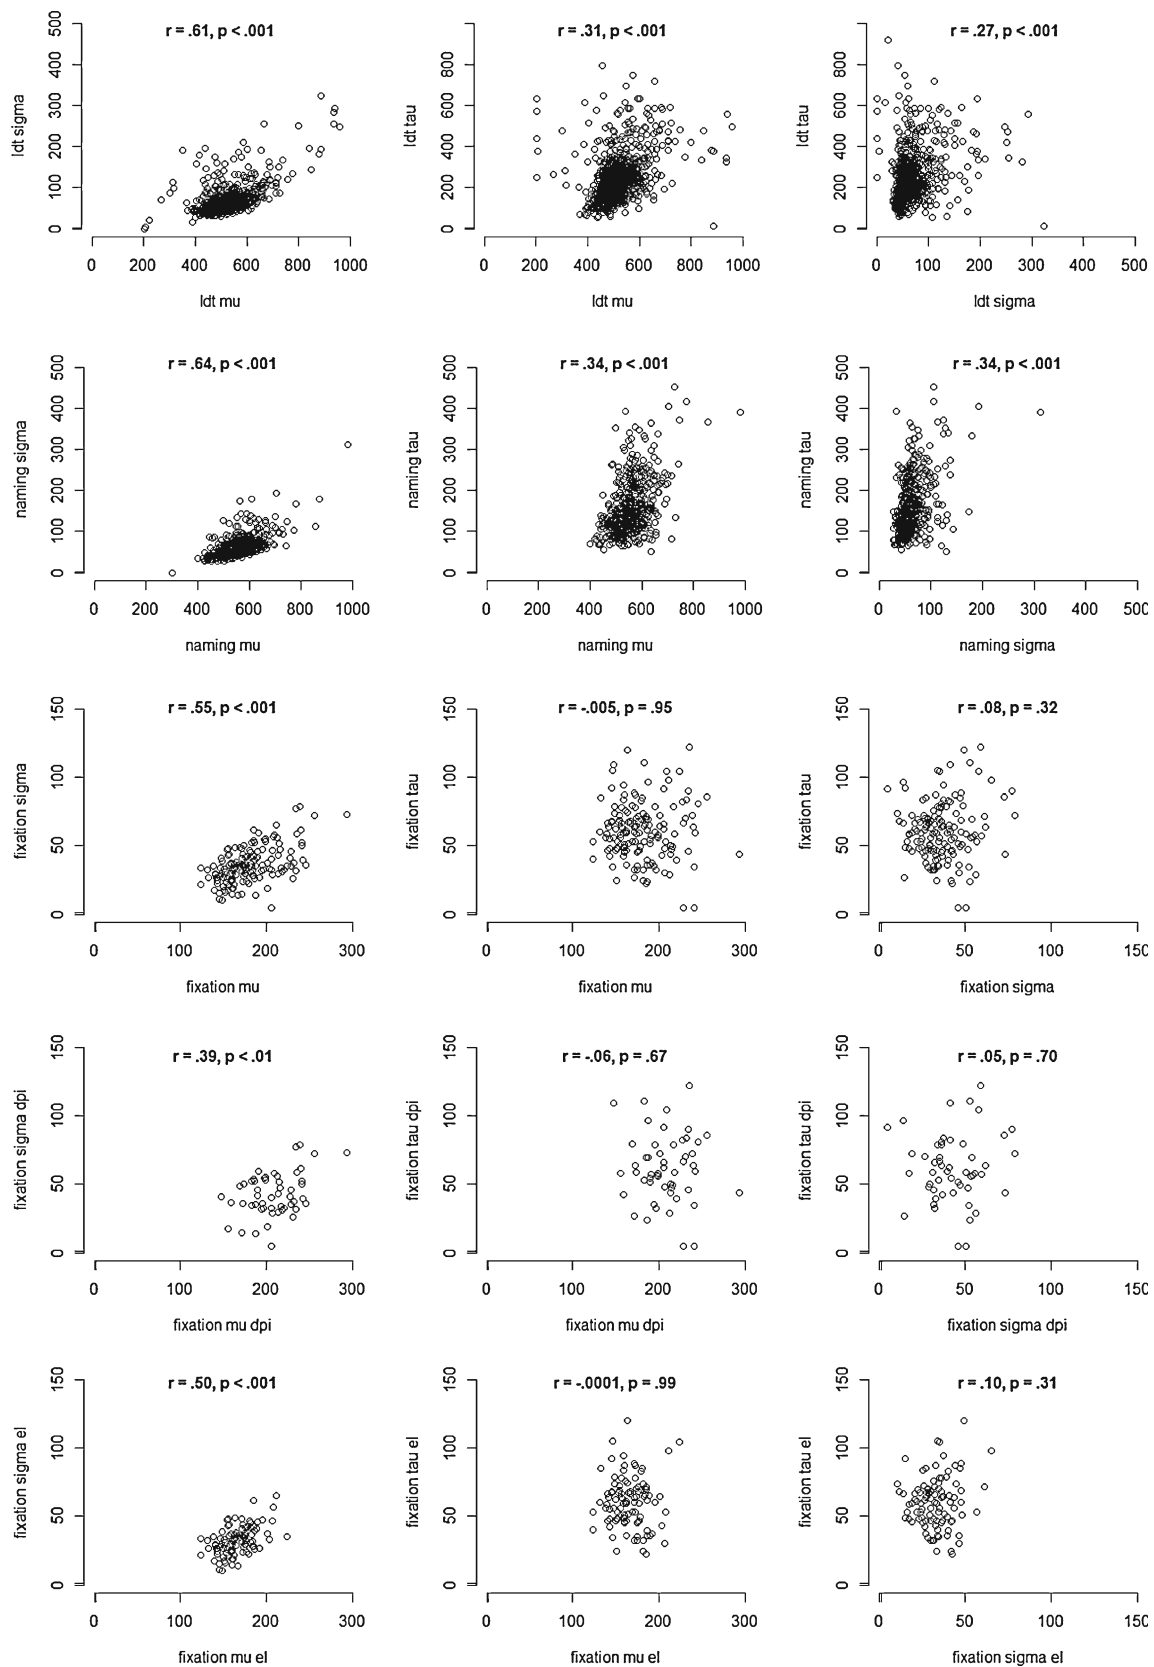 r = .61, p < .001
ldt sigma
0 100 200 300 400 500
0 200 400 600 800 1000
ldt mu
r = .31, p < .001
ldt tau
0 200 400 600 800
0 200 400 600 800 1000
ldt mu
r = .27, p < .001
ldt tau
0 200 400 600 800
0 100 200 300 400 500
ldt sigma
r = .64, p < .001
naming sigma
0 100 200 300 400 500
0 200 400 600 800 1000
naming mu
r = .34, p < .001
naming tau
0 100 200 300 400 500
0 200 400 600 800 1000
naming mu
r = .34, p < .001
naming tau
0 100 200 300 400 500
0 100 200 300 400 500
naming sigma
r = .55, p < .001
fixation sigma
0 50 100 150
0 100 200 300
fixation mu
r = -.005, p = .95
fixation tau
0 50 100 150
0 100 200 300
fixation mu
r = .08, p = .32
fixation tau
0 50 100 150
0 50 100 150
fixation sigma
r = .39, p < .01
fixation sigma dpi
0 50 100 150
0 100 200 300
fixation mu dpi
r = -.06, p = .67
fixation tau dpi
0 50 100 150
0 100 200 300
fixation mu dpi
r = .05, p = .70
fixation tau dpi
0 50 100 150
0 50 100 150
fixation sigma dpi
r = .50, p < .001
fixation sigma el
0 50 100 150
0 100 200 300
fixation mu el
r = -.0001, p = .99
fixation tau el
0 50 100 150
0 100 200 300
fixation mu el
r = .10, p = .31
fixation tau el
0 50 100 150
0 50 100 150
fixation sigma el